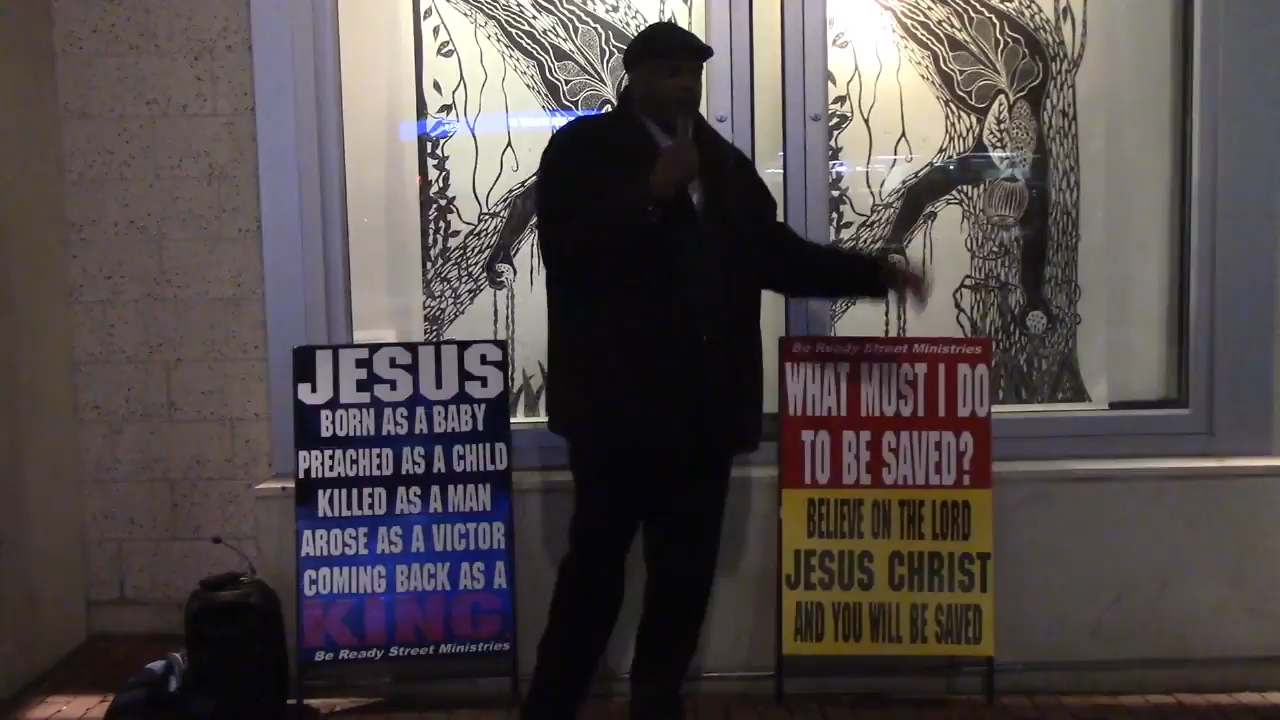 JESUS
BORN AS A BABY
PREACHED AS A CHILD
KILLED AS A MAN
AROSE AS A VICTOR
COMING BACK AS A
KING
Be Ready Street Ministries
Be Ready Street Ministries
WHAT MUST I DO
TO BE SAVED?
BELIEVE ON THE LORD
JESUS CHRIST
AND YOU WILL BE SAVED